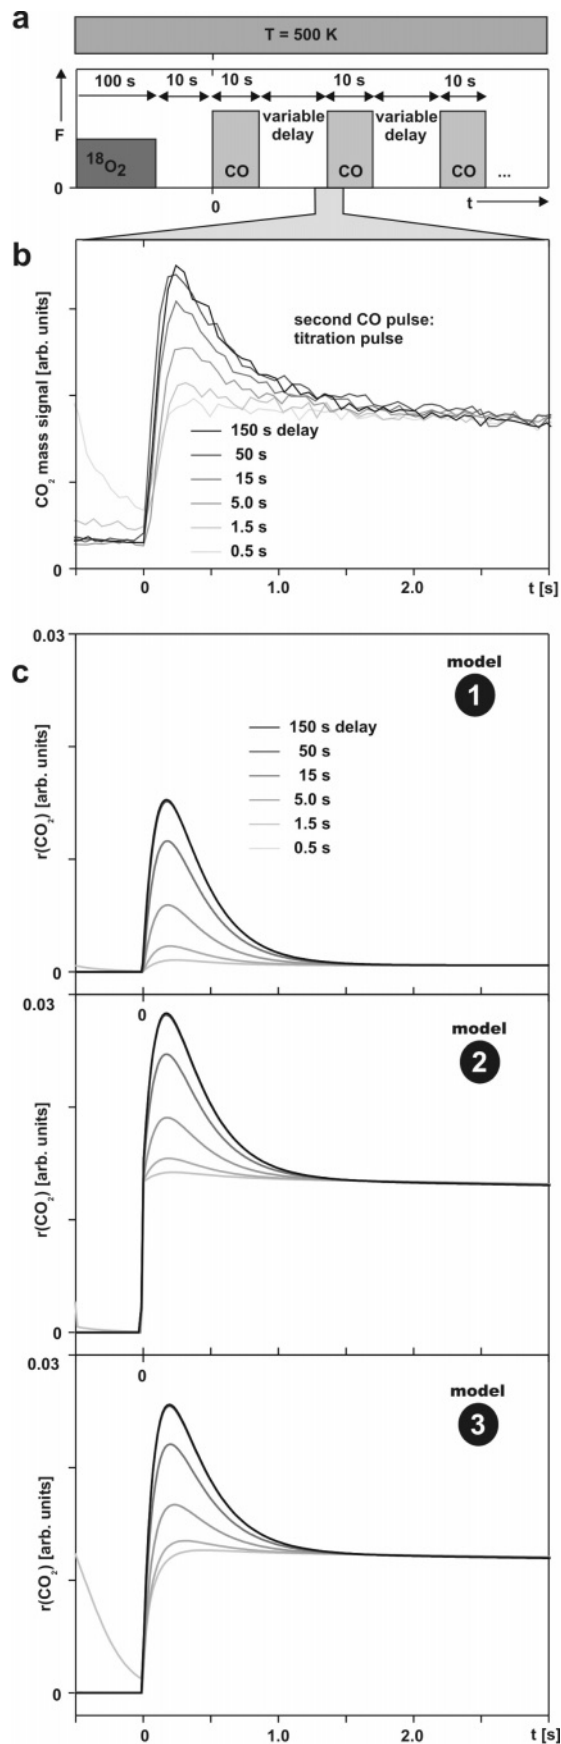 a
T = 500 K
100 s 10 s 10 s 10 s 10 s
variable delay variable delay
F
¹⁸O₂
CO CO CO ...
0
0 t
b
CO₂ mass signal [arb. units]
second CO pulse:
titration pulse
150 s delay
50 s
15 s
5.0 s
1.5 s
0.5 s
0
0 1.0 2.0 t [s]
c
0.03
model
1
r(CO₂) [arb. units]
150 s delay
50 s
15 s
5.0 s
1.5 s
0.5 s
0
0.03
0
model
2
r(CO₂) [arb. units]
0
0.03
0
model
3
r(CO₂) [arb. units]
0
0 1.0 2.0 t [s]